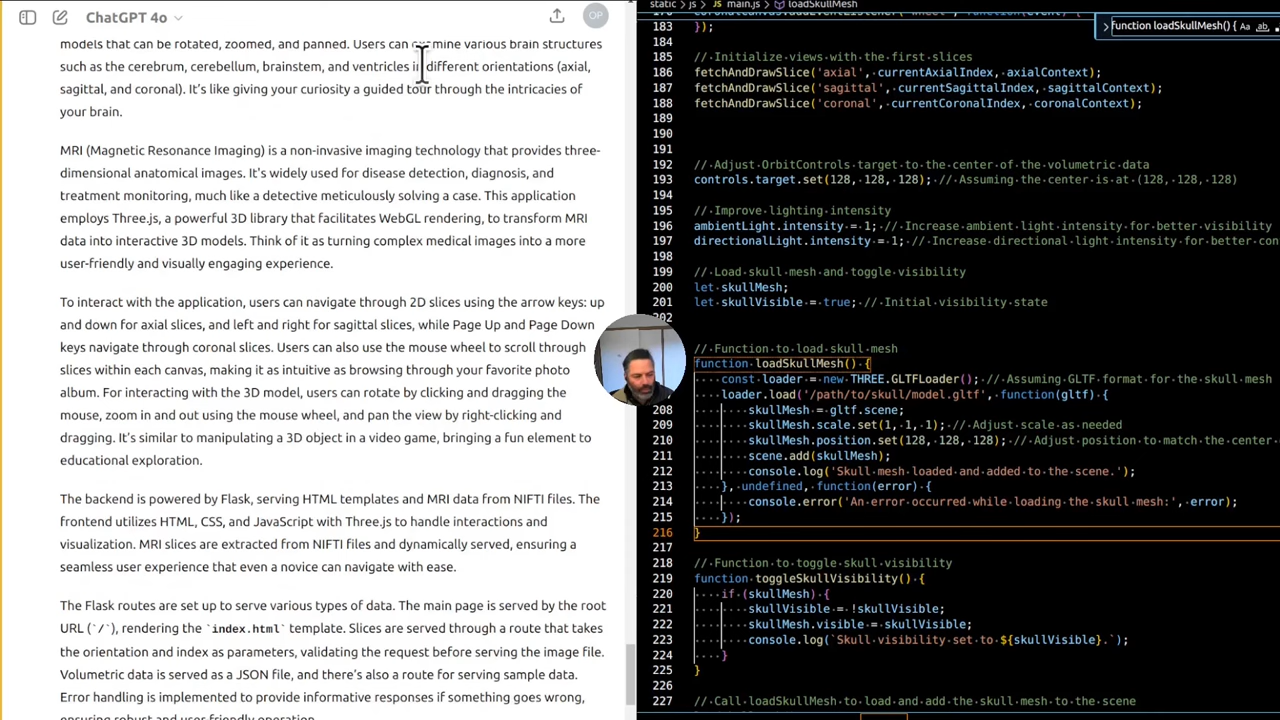 ChatGPT 4o
OP
models that can be rotated, zoomed, and panned. Users can examine various brain structures
such as the cerebrum, cerebellum, brainstem, and ventricles in different orientations (axial,
sagittal, and coronal). It's like giving your curiosity a guided tour through the intricacies of
your brain.
MRI (Magnetic Resonance Imaging) is a non-invasive imaging technology that provides three-
dimensional anatomical images. It's widely used for disease detection, diagnosis, and
treatment monitoring, much like a detective meticulously solving a case. This application
employs Three.js, a powerful 3D library that facilitates WebGL rendering, to transform MRI
data into interactive 3D models. Think of it as turning complex medical images into a more
user-friendly and visually engaging experience.
To interact with the application, users can navigate through 2D slices using the arrow keys: up
and down for axial slices, and left and right for sagittal slices, while Page Up and Page Down
keys navigate through coronal slices. Users can also use the mouse wheel to scroll through
slices within each canvas, making it as intuitive as browsing through your favorite photo
album. For interacting with the 3D model, users can rotate by clicking and dragging the
mouse, zoom in and out using the mouse wheel, and pan the view by right-clicking and
dragging. It's similar to manipulating a 3D object in a video game, bringing a fun element to
educational exploration.
The backend is powered by Flask, serving HTML templates and MRI data from NIFTI files. The
frontend utilizes HTML, CSS, and JavaScript with Three.js to handle interactions and
visualization. MRI slices are extracted from NIFTI files and dynamically served, ensuring a
seamless user experience that even a novice can navigate with ease.
The Flask routes are set up to serve various types of data. The main page is served by the root
URL (`/`), rendering the `index.html` template. Slices are served through a route that takes
the orientation and index as parameters, validating the request before serving the image file.
Volumetric data is served as a JSON file, and there's also a route for serving sample data.
Error handling is implemented to provide informative responses if something goes wrong,
ensuring robust and user-friendly operation.
static > js > main.js > loadSkullMesh
function loadSkullMesh() { Aa ab
183 });
184
185 // Initialize views with the first slices
186 fetchAndDrawSlice('axial', currentAxialIndex, axialContext);
187 fetchAndDrawSlice('sagittal', currentSagittalIndex, sagittalContext);
188 fetchAndDrawSlice('coronal', currentCoronalIndex, coronalContext);
189
190
191
192 // Adjust OrbitControls target to the center of the volumetric data
193 controls.target.set(128, 128, 128); // Assuming the center is at (128, 128, 128)
194
195 // Improve lighting intensity
196 ambientLight.intensity = 1; // Increase ambient light intensity for better visibility
197 directionalLight.intensity = 1; // Increase directional light intensity for better con
198
199 // Load skull mesh and toggle visibility
200 let skullMesh;
201 let skullVisible = true; // Initial visibility state
202
// Function to load skull mesh
function loadSkullMesh() {
const loader = new THREE.GLTFLoader(); // Assuming GLTF format for the skull mesh
loader.load('/path/to/skull/model.gltf', function(gltf) {
208 skullMesh = gltf.scene;
209 skullMesh.scale.set(1, 1, 1); // Adjust scale as needed
210 skullMesh.position.set(128, 128, 128); // Adjust position to match the center
211 scene.add(skullMesh);
212 console.log('Skull mesh loaded and added to the scene.');
213 }, undefined, function(error) {
214 console.error('An error occurred while loading the skull mesh:', error);
215 });
216 }
217
218 // Function to toggle skull visibility
219 function toggleSkullVisibility() {
220 if (skullMesh) {
221 skullVisible = !skullVisible;
222 skullMesh.visible = skullVisible;
223 console.log(`Skull visibility set to ${skullVisible}.`);
224 }
225 }
226
227 // Call loadSkullMesh to load and add the skull mesh to the scene